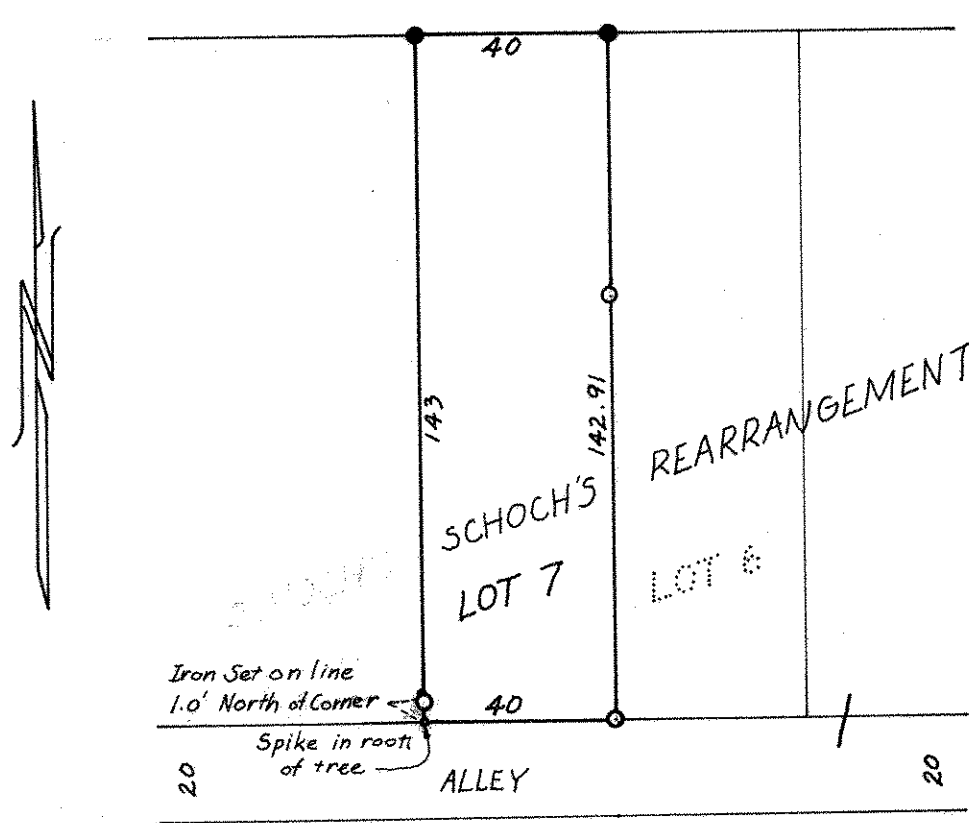 40
143
142.91
REARRANGEMENT
SCHOCH'S
LOT 7
LOT 6
Iron Set on line
1.0' North of Corner
40
Spike in root
of tree
20
ALLEY
20